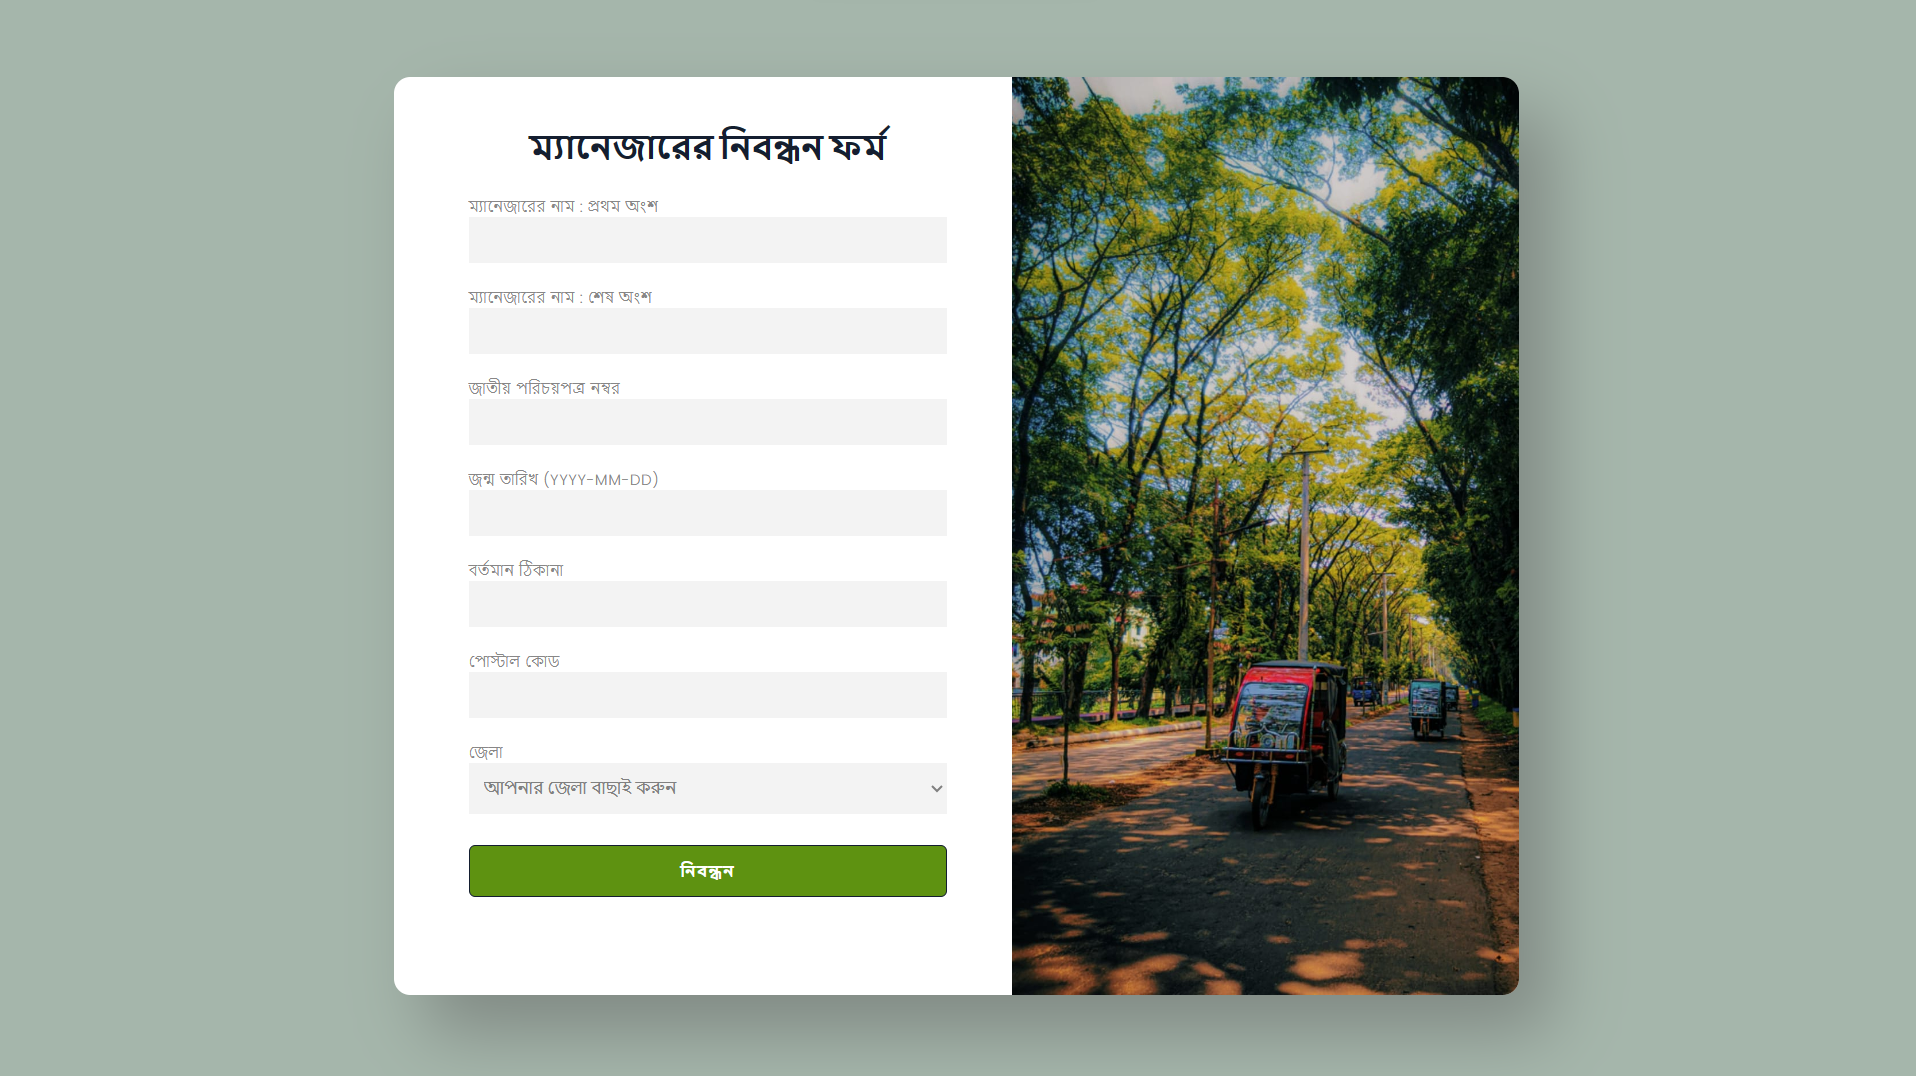 ম্যানেজারের নিবন্ধন ফর্ম
ম্যানেজারের নাম : প্রথম অংশ
ম্যানেজারের নাম : শেষ অংশ
জাতীয় পরিচয়পত্র নম্বর
জন্ম তারিখ (YYYY-MM-DD)
বর্তমান ঠিকানা
পোস্টাল কোড
জেলা
আপনার জেলা বাছাই করুন
নিবন্ধন